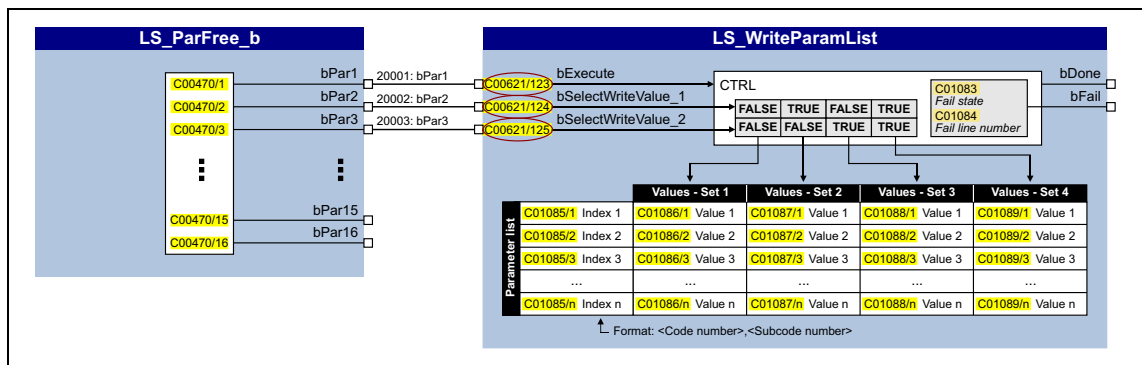 LS_ParFree_b
C00470/1
C00470/2
C00470/3
C00470/15
C00470/16
bPar1
bPar2
bPar3
bPar15
bPar16
20001: bPar1
20002: bPar2
20003: bPar3
LS_WriteParamList
C00621/123
C00621/124
C00621/125
bExecute
bSelectWriteValue_1
bSelectWriteValue_2
CTRL
FALSE TRUE FALSE TRUE
FALSE FALSE TRUE TRUE
C01083
Fail state
C01084
Fail line number
bDone
bFail
Values - Set 1 Values - Set 2 Values - Set 3 Values - Set 4
Parameter list
C01085/1 Index 1 C01086/1 Value 1 C01087/1 Value 1 C01088/1 Value 1 C01089/1 Value 1
C01085/2 Index 2 C01086/2 Value 2 C01087/2 Value 2 C01088/2 Value 2 C01089/2 Value 2
C01085/3 Index 3 C01086/3 Value 3 C01087/3 Value 3 C01088/3 Value 3 C01089/3 Value 3
... ... ... ... ...
C01085/n Index n C01086/n Value n C01087/n Value n C01088/n Value n C01089/n Value n
Format: <Code number>,<Subcode number>